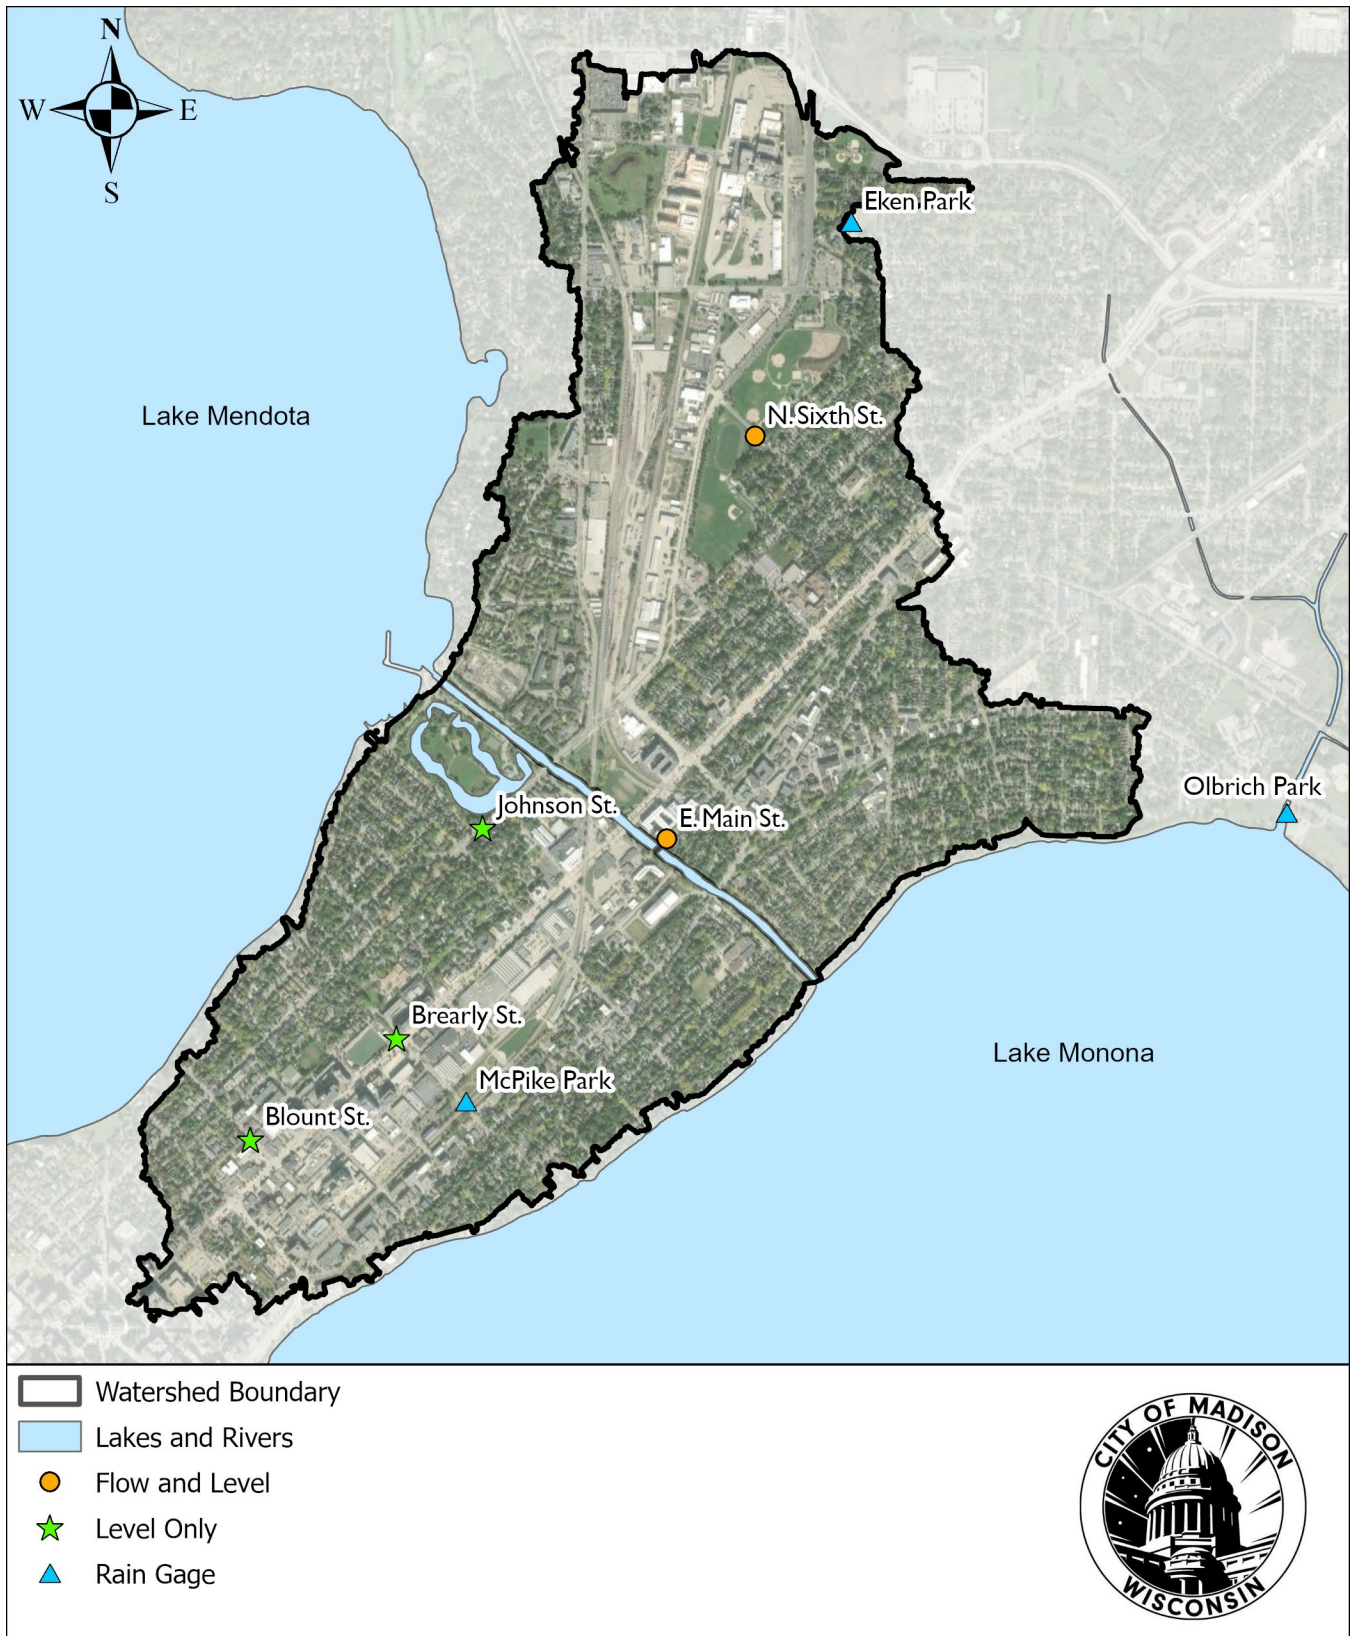 N
W E
S
Eken Park
Lake Mendota
N. Sixth St.
Olbrich Park
Johnson St.
E. Main St.
Brearly St.
Lake Monona
McPike Park
Blount St.
Watershed Boundary
Lakes and Rivers
Flow and Level
Level Only
Rain Gage
CITY OF MADISON
WISCONSIN